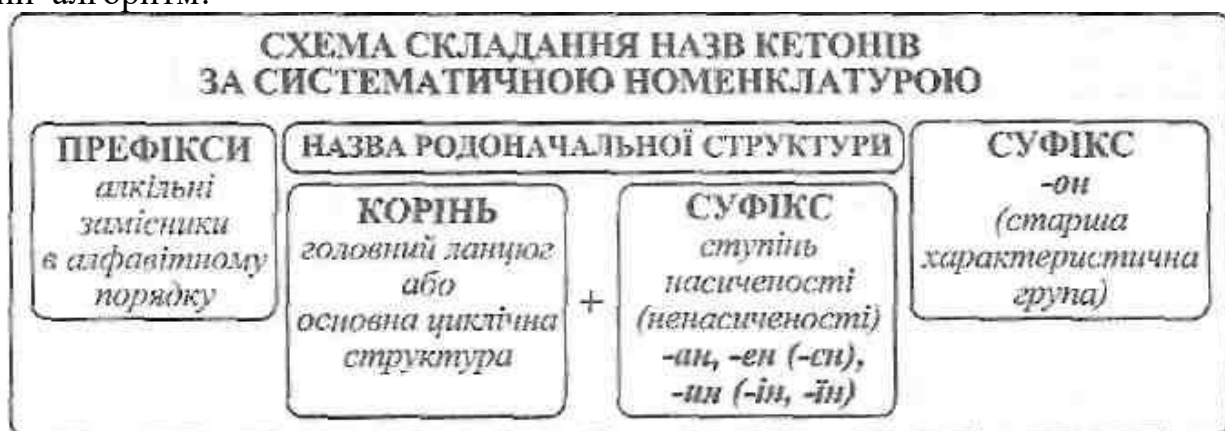 алгоритм:
СХЕМА СКЛАДАННЯ НАЗВ КЕТОНІВ
ЗА СИСТЕМАТИЧНОЮ НОМЕНКЛАТУРОЮ
ПРЕФІКСИ
алкільні
замісники
в алфавітному
порядку
НАЗВА РОДОНАЧАЛЬНОЇ СТРУКТУРИ
КОРІНЬ
головний ланцюг
або
основна циклічна
структура
+
СУФІКС
ступінь
насиченості
(ненасиченості)
-ан, -ен (-єн),
-ин (-ін, -їн)
СУФІКС
-он
(старша
характеристична
група)